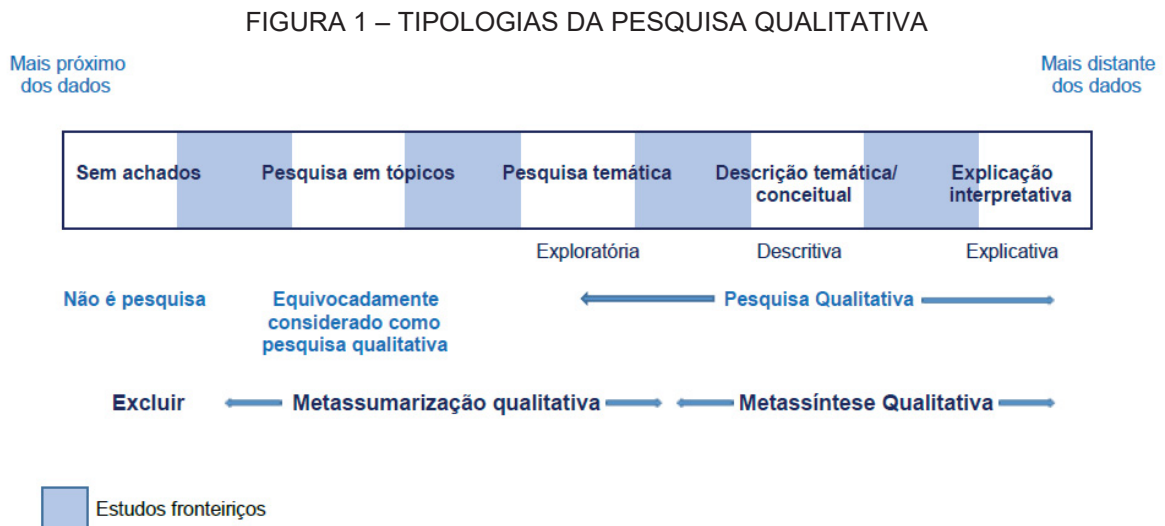 FIGURA 1 – TIPOLOGIAS DA PESQUISA QUALITATIVA
Mais próximo
dos dados
Mais distante
dos dados
Sem achados
Pesquisa em tópicos
Pesquisa temática
Descrição temática/
conceitual
Explicação
interpretativa
Exploratória
Descritiva
Explicativa
Não é pesquisa
Equivocadamente
considerado como
pesquisa qualitativa
Pesquisa Qualitativa
Excluir
Metassumarização qualitativa
Metassíntese Qualitativa
Estudos fronteiriços